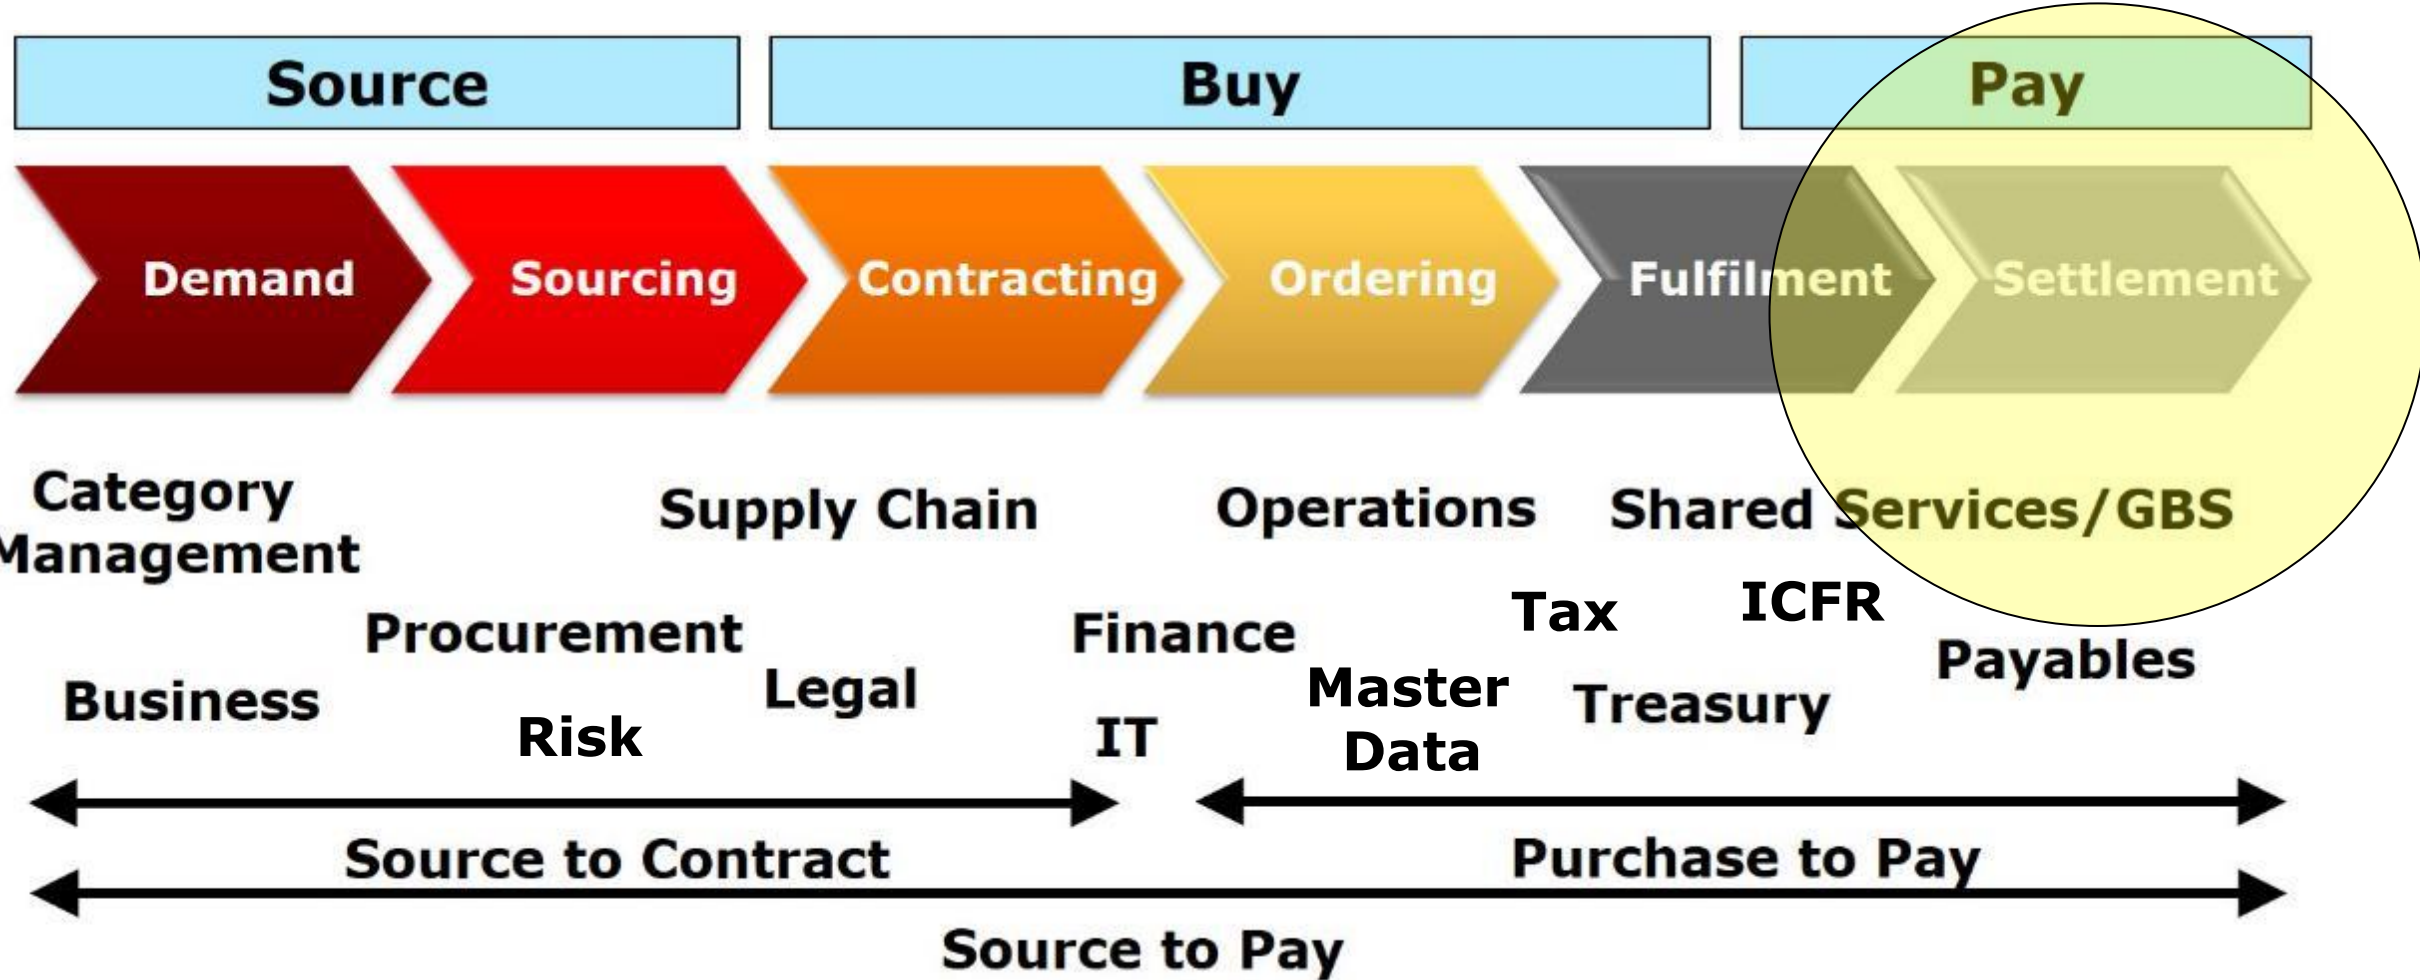 Source
Buy
Pay
Demand
Sourcing
Contracting
Ordering
Fulfilment
Settlement
Category
Management
Supply Chain
Operations
Shared Services/GBS
Procurement
Finance
Tax
ICFR
Business
Risk
Legal
IT
Master
Data
Treasury
Payables
Source to Contract
Purchase to Pay
Source to Pay